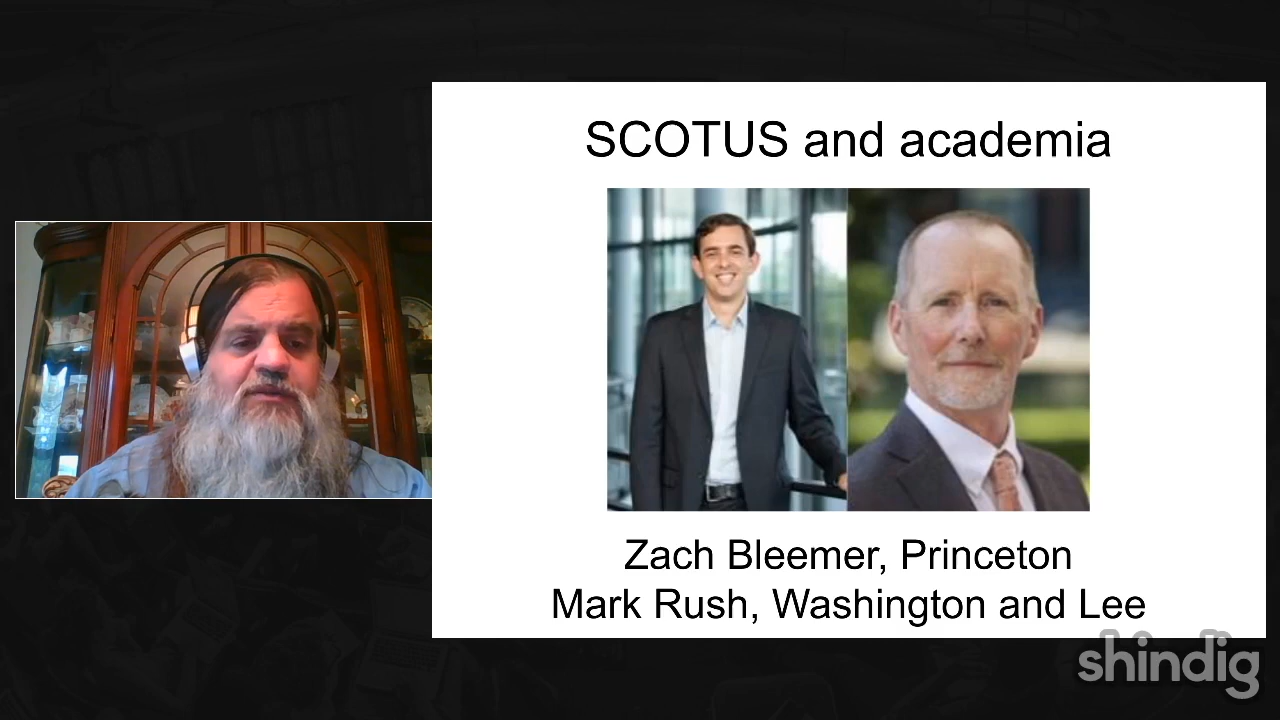 SCOTUS and academia
Zach Bleemer, Princeton
Mark Rush, Washington and Lee
shindig